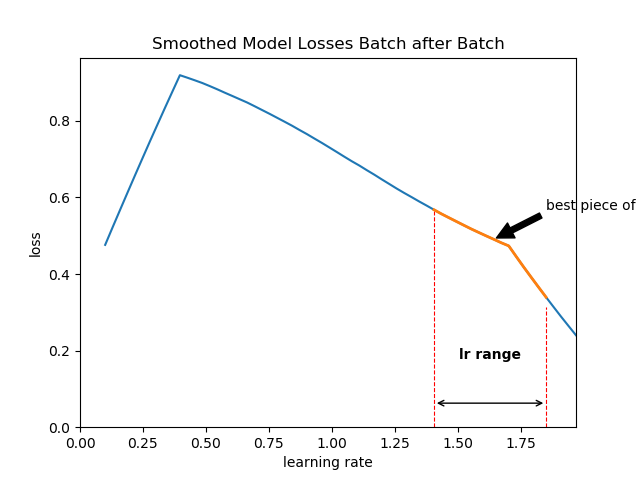 Smoothed Model Losses Batch after Batch
0.8
0.6
0.4
0.2
0.0
loss
best piece of
lr range
0.00 0.25 0.50 0.75 1.00 1.25 1.50 1.75
learning rate